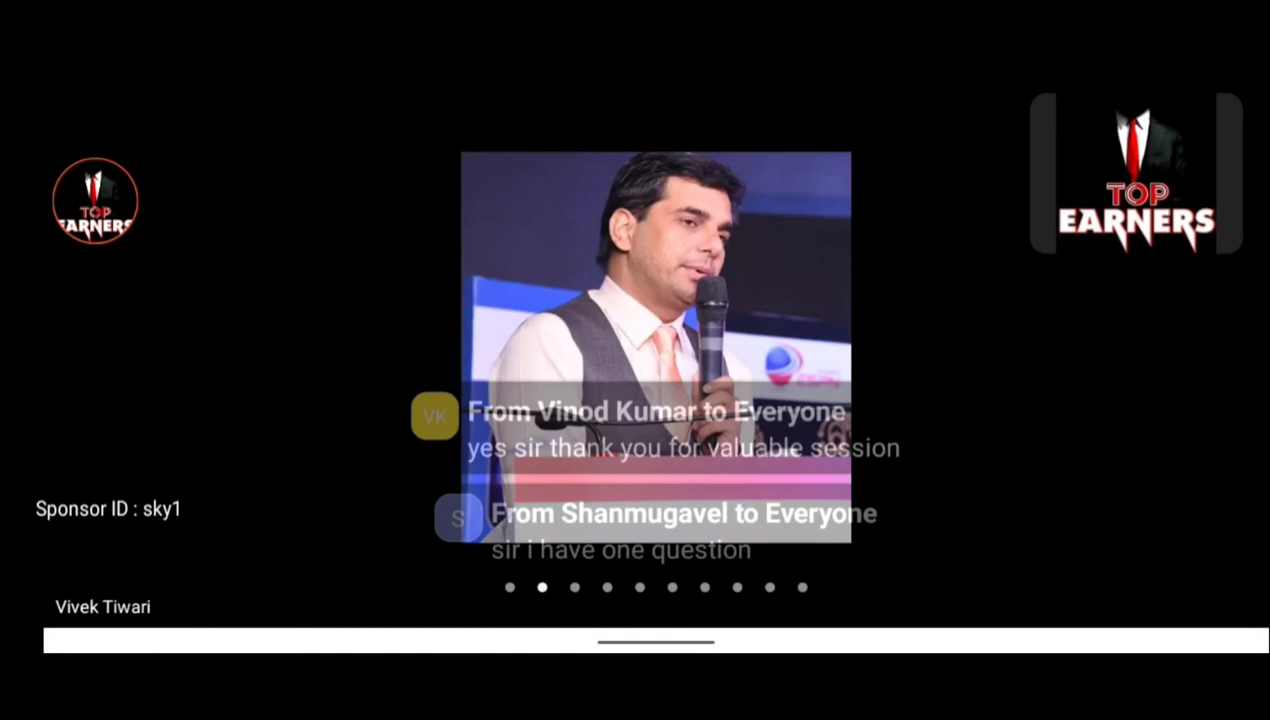 TOP
EARNERS
TOP
EARNERS
From Vinod Kumar to Everyone
VK
yes sir thank you for valuable session
Sponsor ID : sky1
From Shanmugavel to Everyone
S
sir i have one question
Vivek Tiwari